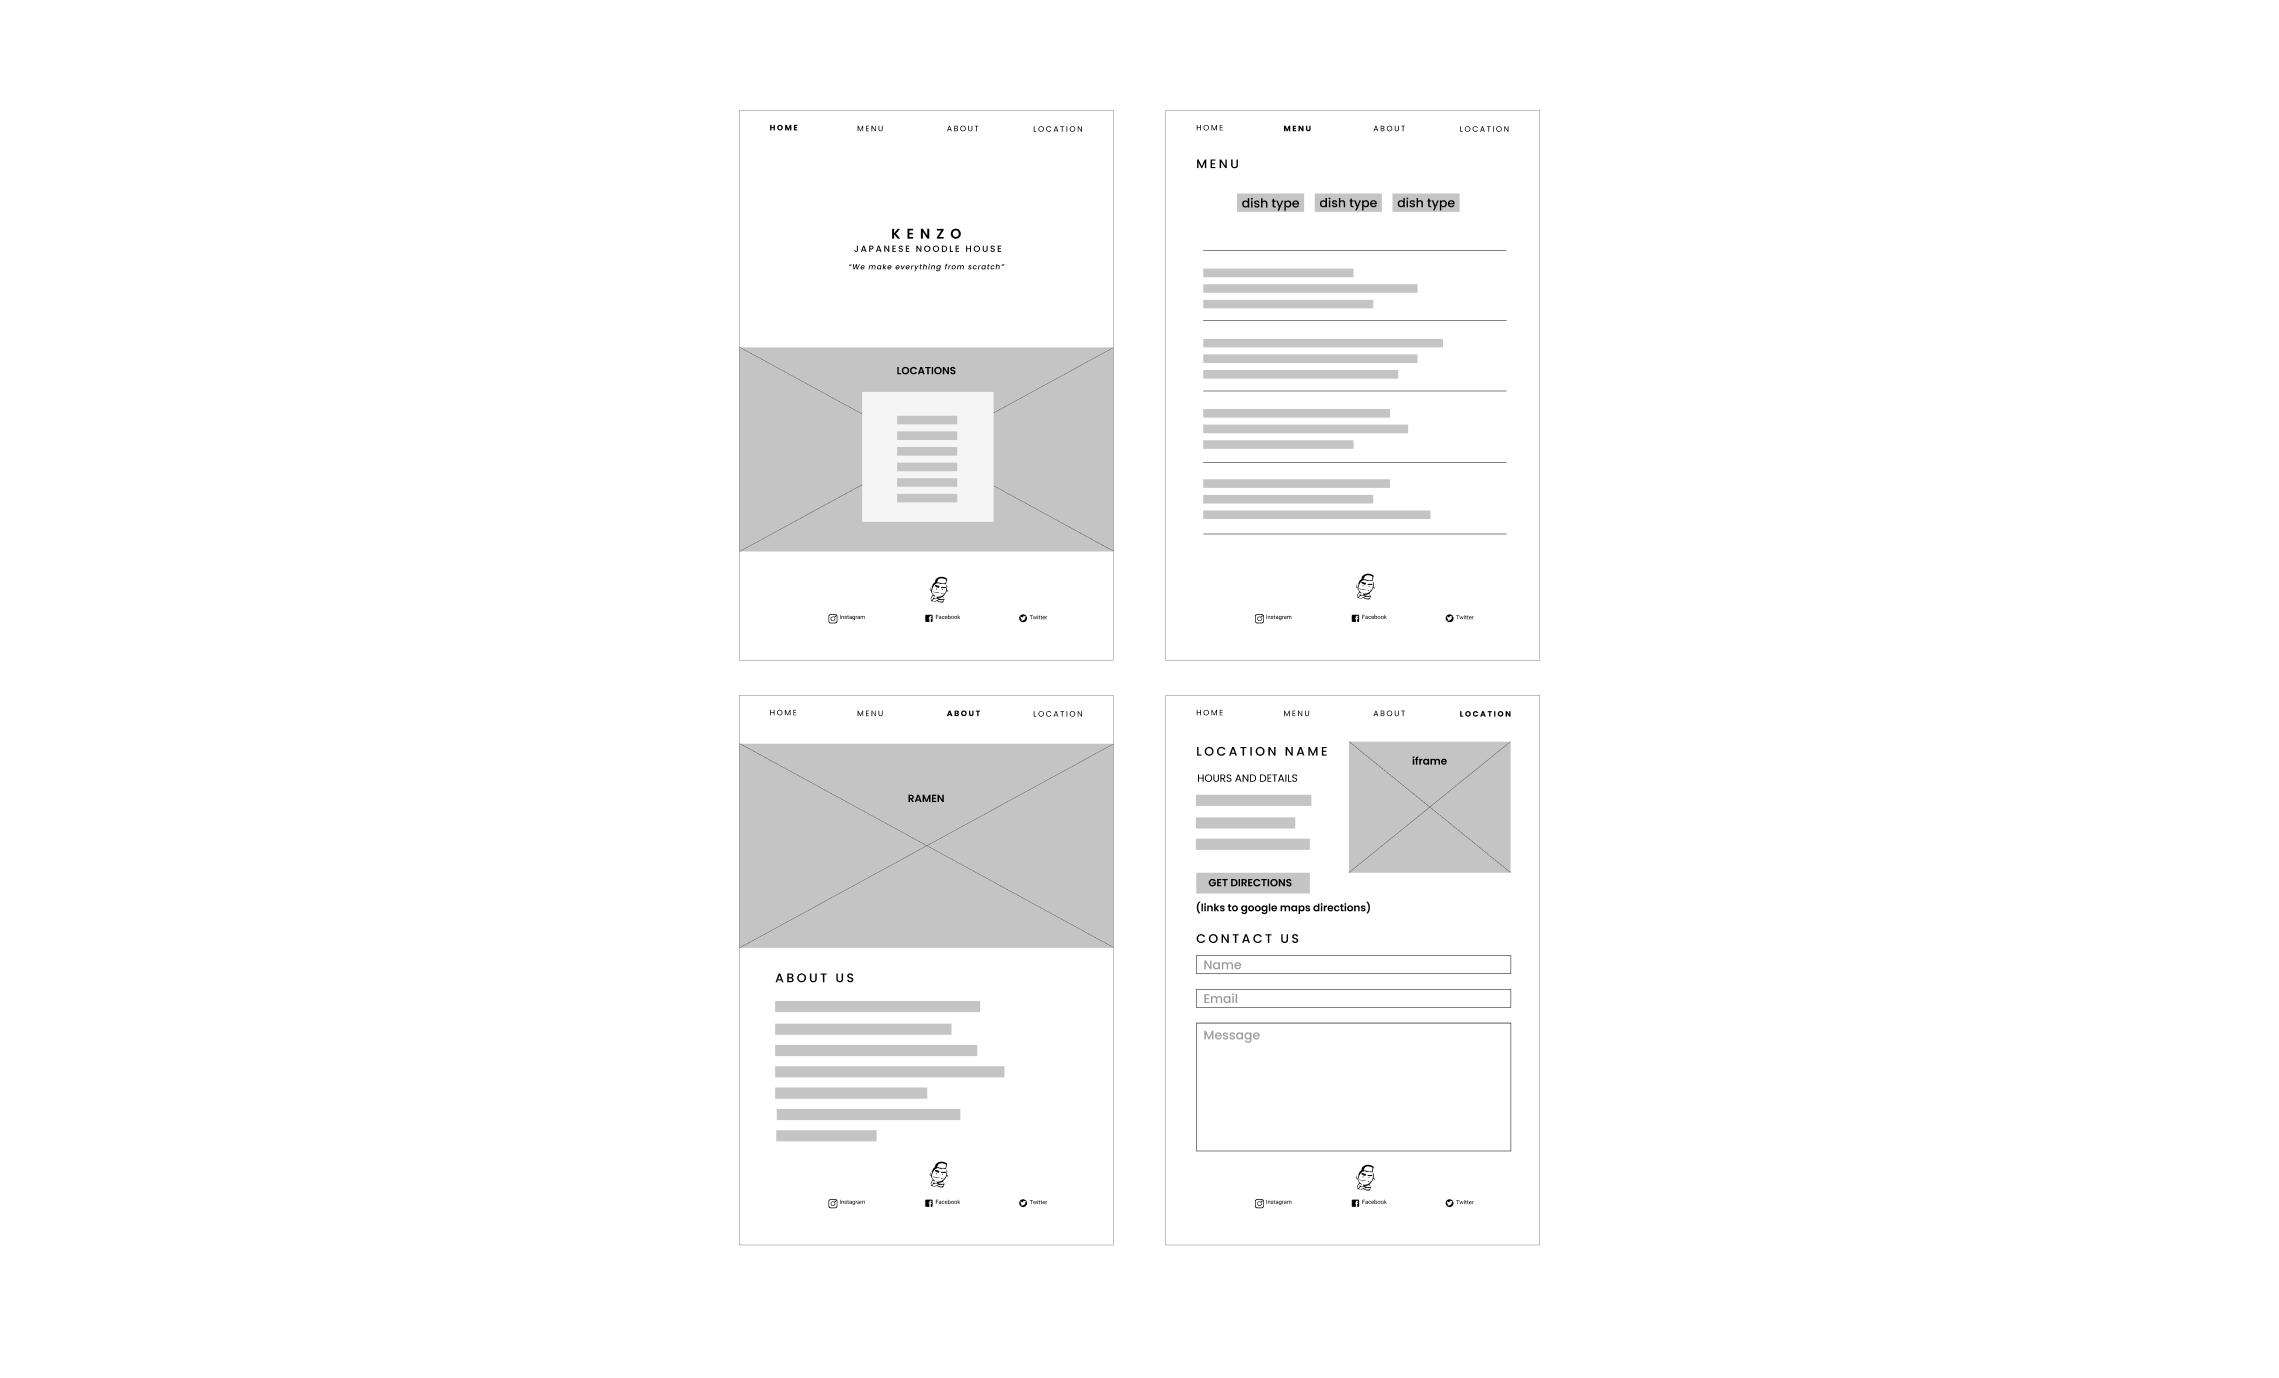 HOME MENU ABOUT LOCATION
KENZO
JAPANESE NOODLE HOUSE
"We make everything from scratch"
LOCATIONS
Instagram Facebook Twitter
HOME MENU ABOUT LOCATION
MENU
dish type dish type dish type
Instagram Facebook Twitter
HOME MENU ABOUT LOCATION
RAMEN
ABOUT US
Instagram Facebook Twitter
HOME MENU ABOUT LOCATION
LOCATION NAME
iframe
HOURS AND DETAILS
GET DIRECTIONS
(links to google maps directions)
CONTACT US
Name
Email
Message
Instagram Facebook Twitter